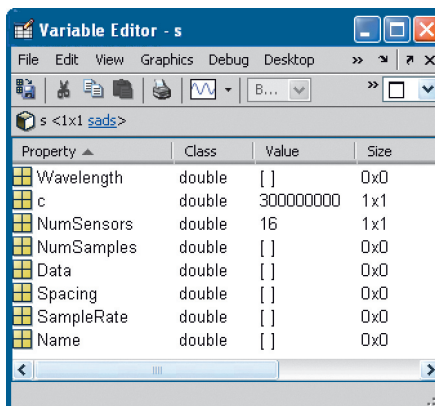 Variable Editor - s
File Edit View Graphics Debug Desktop
B...
s <1x1 sads>
Property Class Value Size
Wavelength double [ ] 0x0
c double 300000000 1x1
NumSensors double 16 1x1
NumSamples double [ ] 0x0
Data double [ ] 0x0
Spacing double [ ] 0x0
SampleRate double [ ] 0x0
Name double [ ] 0x0